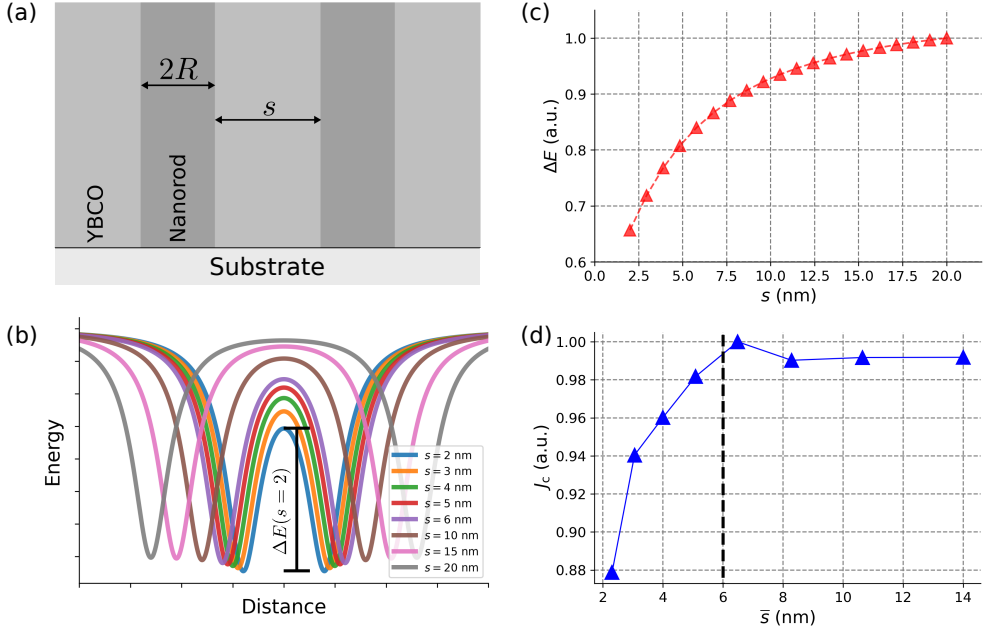 (a)
2R
s
YBCO
Nanorod
Substrate
(b)
Energy
ΔE(s = 2)
s = 2 nm
s = 3 nm
s = 4 nm
s = 5 nm
s = 6 nm
s = 10 nm
s = 15 nm
s = 20 nm
Distance
(c)
ΔE (a.u.)
1.0
0.9
0.8
0.7
0.6
0.0 2.5 5.0 7.5 10.0 12.5 15.0 17.5 20.0
s (nm)
(d)
J_c (a.u.)
1.00
0.98
0.96
0.94
0.92
0.90
0.88
2 4 6 8 10 12 14
s̅ (nm)